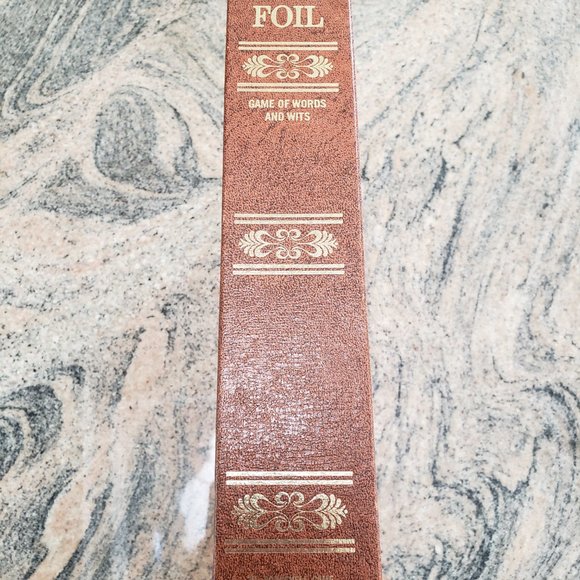 FOIL
GAME OF WORDS
AND WITS